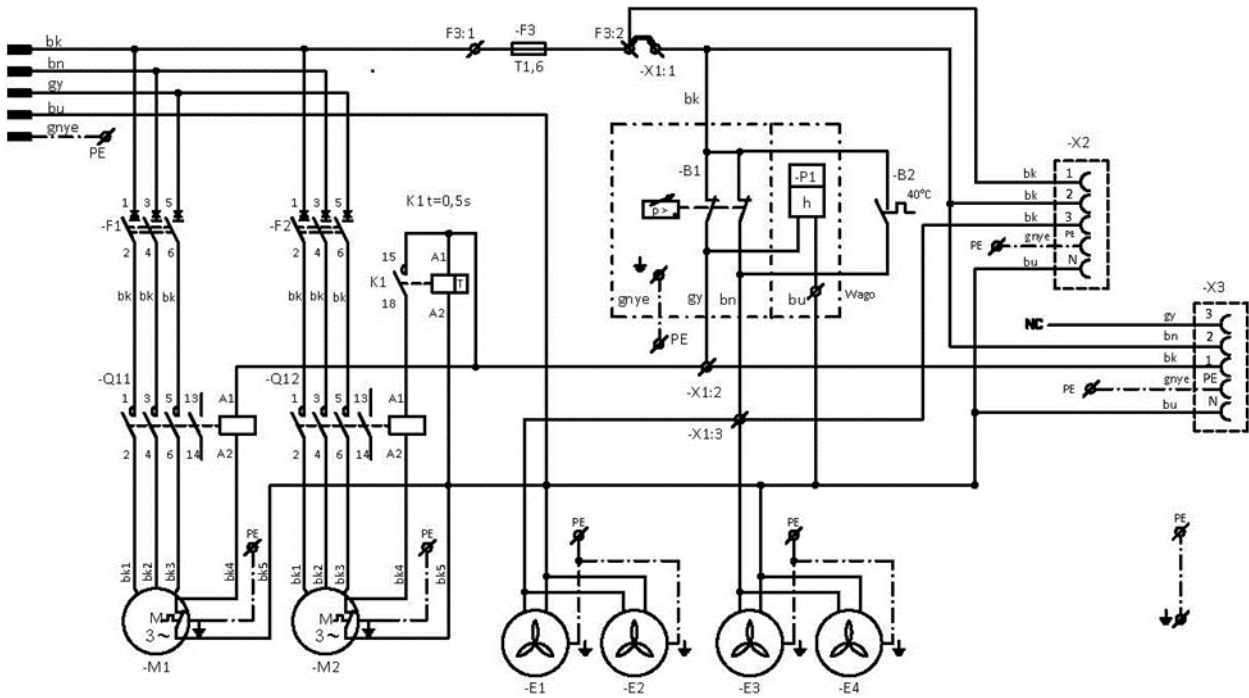 bk
bn
gy
bu
gnye
PE
F3:1
-F3
T1,6
F3:2
-X1:1
bk
-B1
p>
-P1
h
-B2
40°C
gnye
PE
gy
bn
bu
Wago
-X2
bk 1
bk 2
bk 3
PE gnye PE
bu N
-X3
NC gy 3
bn 2
bk 1
PE gnye PE
bu N
1 3 5
-F1
2 4 6
bk bk bk
1 3 5
-F2
2 4 6
bk bk bk
K1t=0,5s
15 A1
K1 T
18 A2
-Q11
1 3 5 13 A1
2 4 6 14 A2
-Q12
1 3 5 13 A1
2 4 6 14 A2
-X1:2
-X1:3
bk1 bk2 bk3 bk4 PE bk5
bk1 bk2 bk3 bk4 PE bk5
M
3~
-M1
M
3~
-M2
PE
-E1
-E2
PE
-E3
-E4
PE